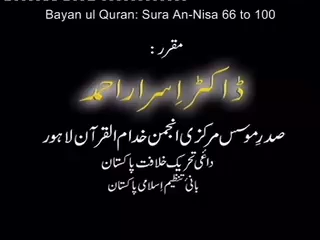 Bayan ul Quran: Sura An-Nisa 66 to 100
مقرر:
ڈاکٹر اسرار احمد
صدر موسس مرکزی انجمن خدام القرآن لاہور
داعی تحریک خلافت پاکستان
بانی تنظیم اسلامی پاکستان